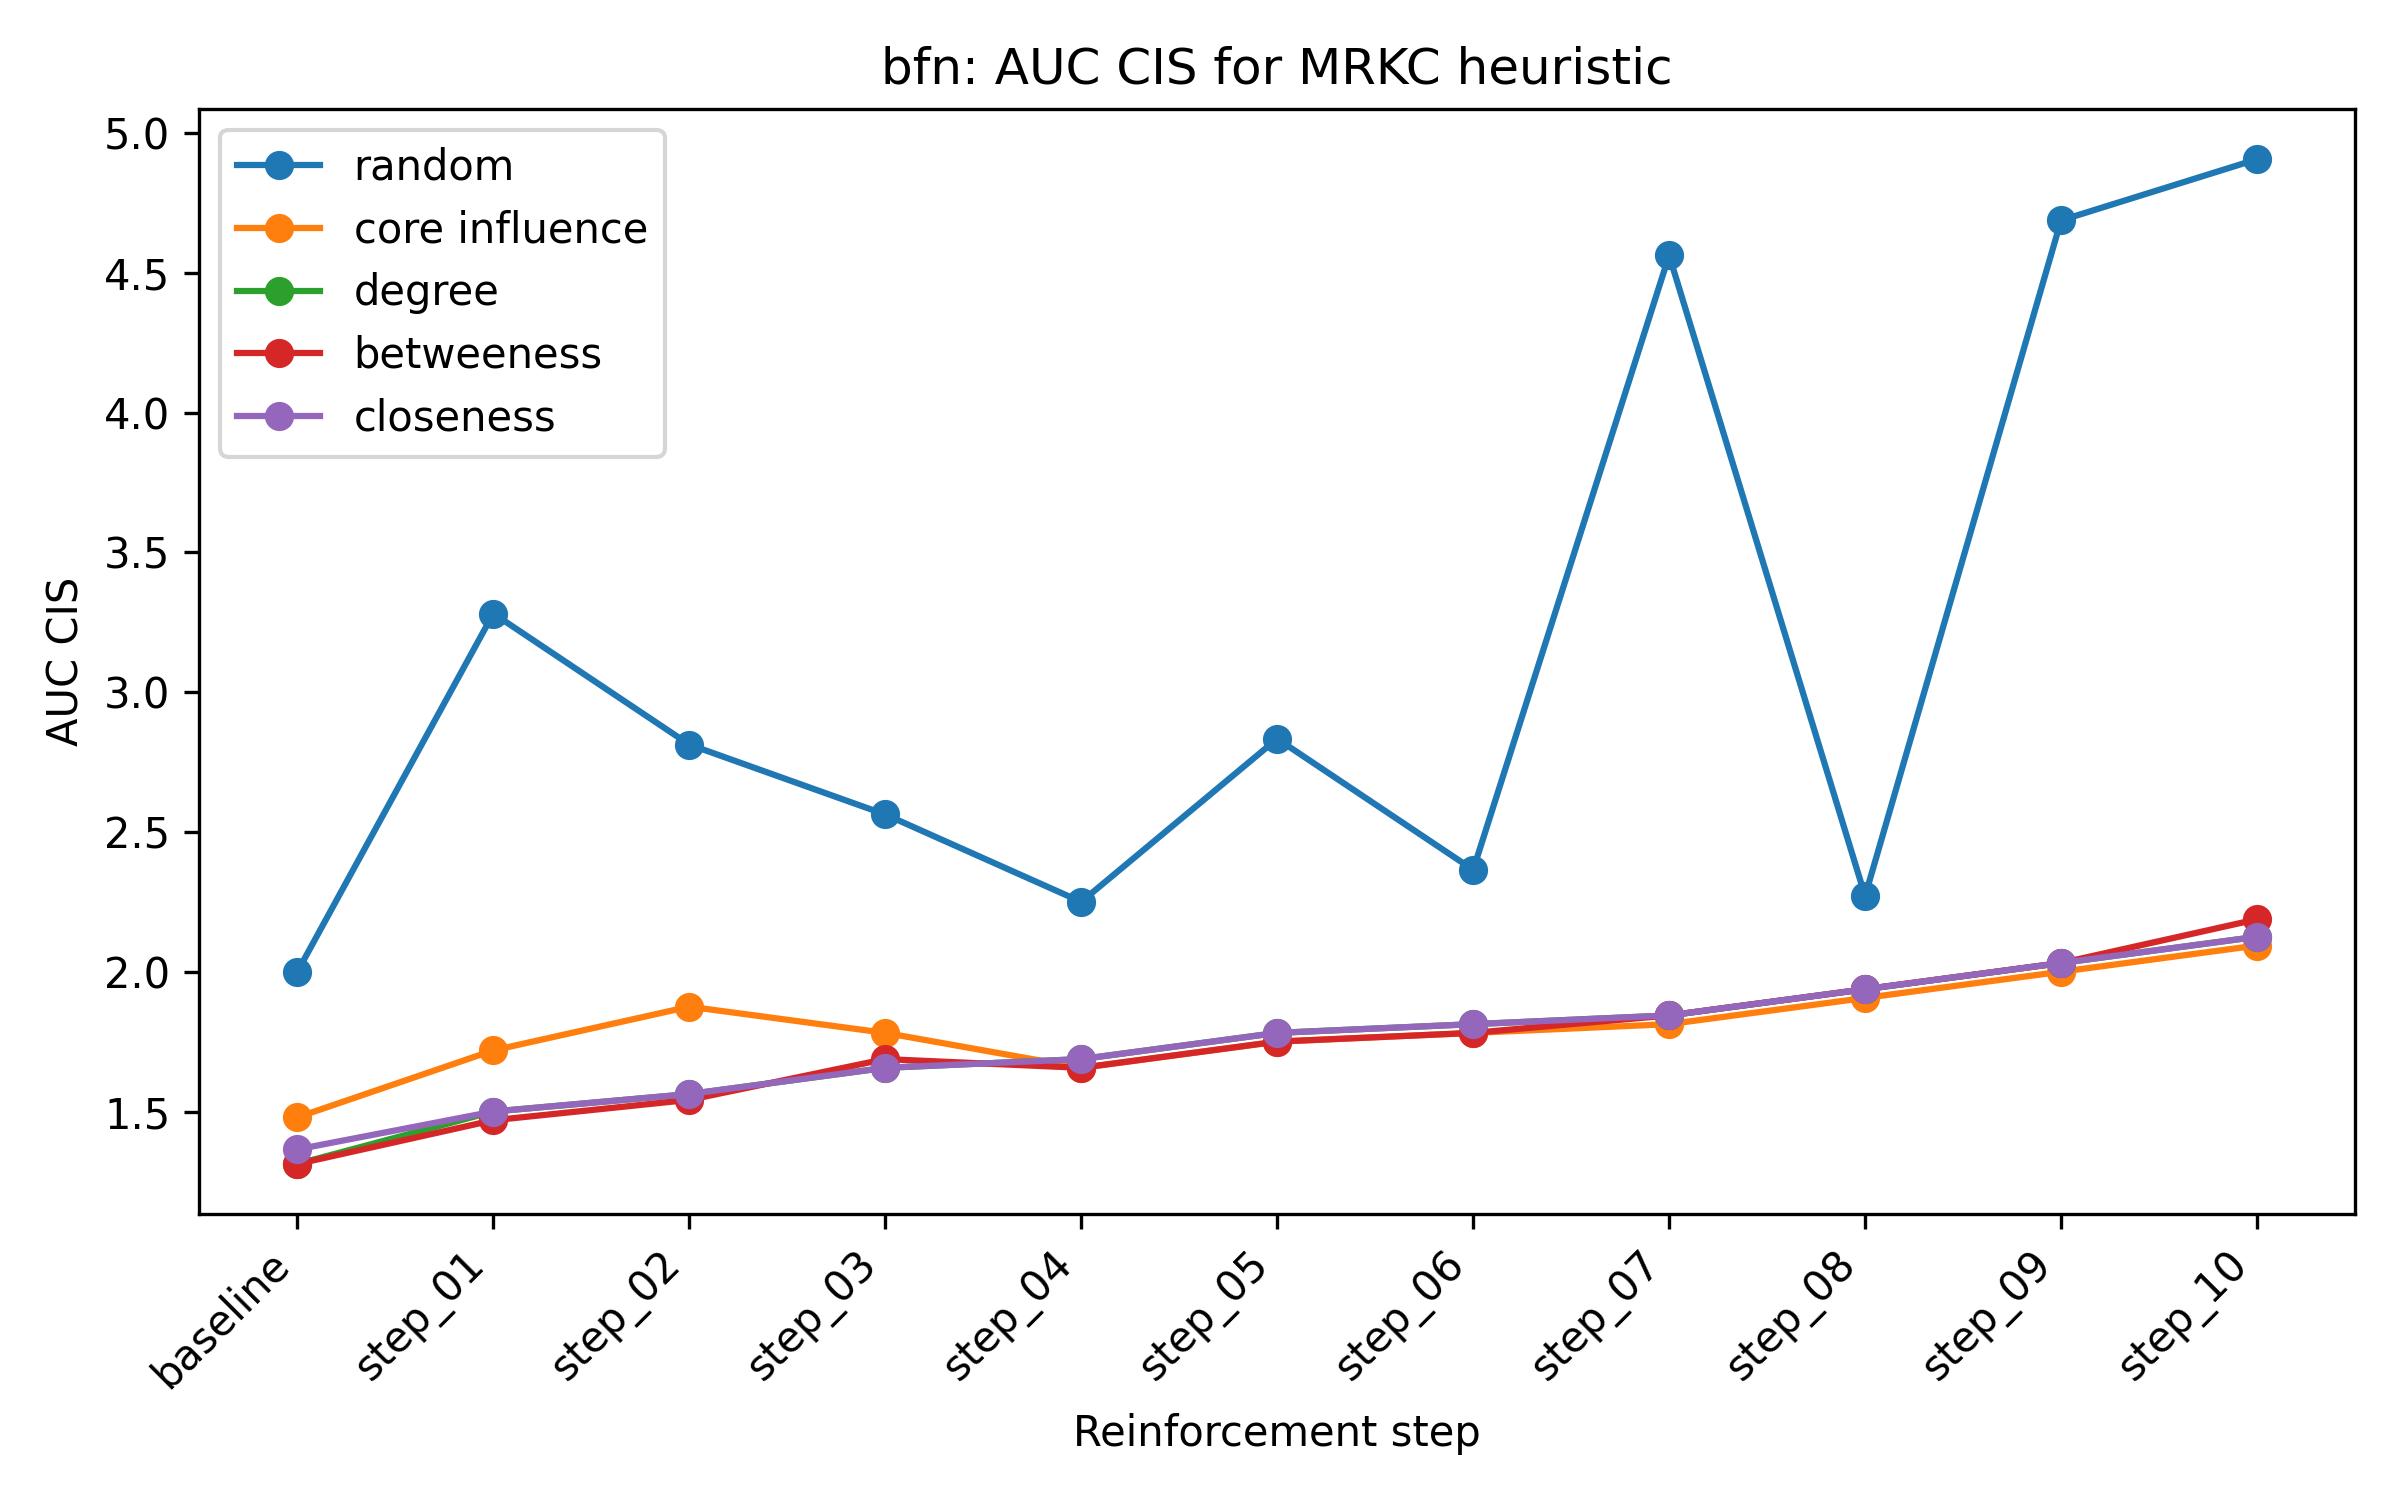 bfn: AUC CIS for MRKC heuristic
random
core influence
degree
betweeness
closeness
AUC CIS
5.0
4.5
4.0
3.5
3.0
2.5
2.0
1.5
baseline
step_01
step_02
step_03
step_04
step_05
step_06
step_07
step_08
step_09
step_10
Reinforcement step